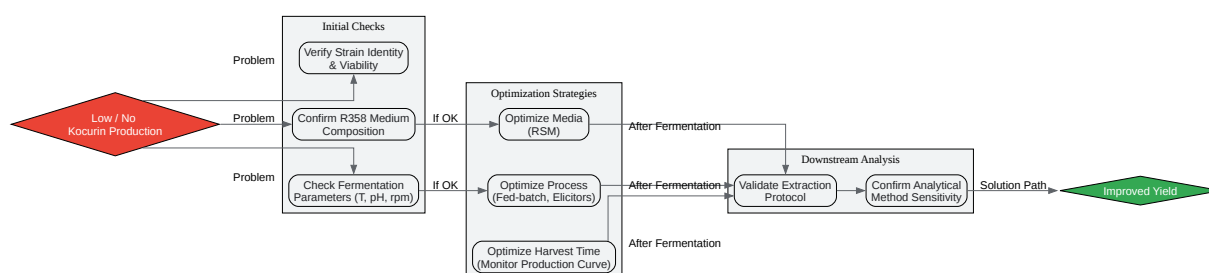 Initial Checks
Verify Strain Identity
& Viability
Problem
Low / No
Kocurin Production
Problem
Confirm R358 Medium
Composition
If OK
Problem
Check Fermentation
Parameters (T, pH, rpm)
If OK
Optimization Strategies
Optimize Media
(RSM)
After Fermentation
Optimize Process
(Fed-batch, Elicitors)
After Fermentation
Optimize Harvest Time
(Monitor Production Curve)
After Fermentation
Downstream Analysis
Validate Extraction
Protocol
Confirm Analytical
Method Sensitivity
Solution Path
Improved Yield